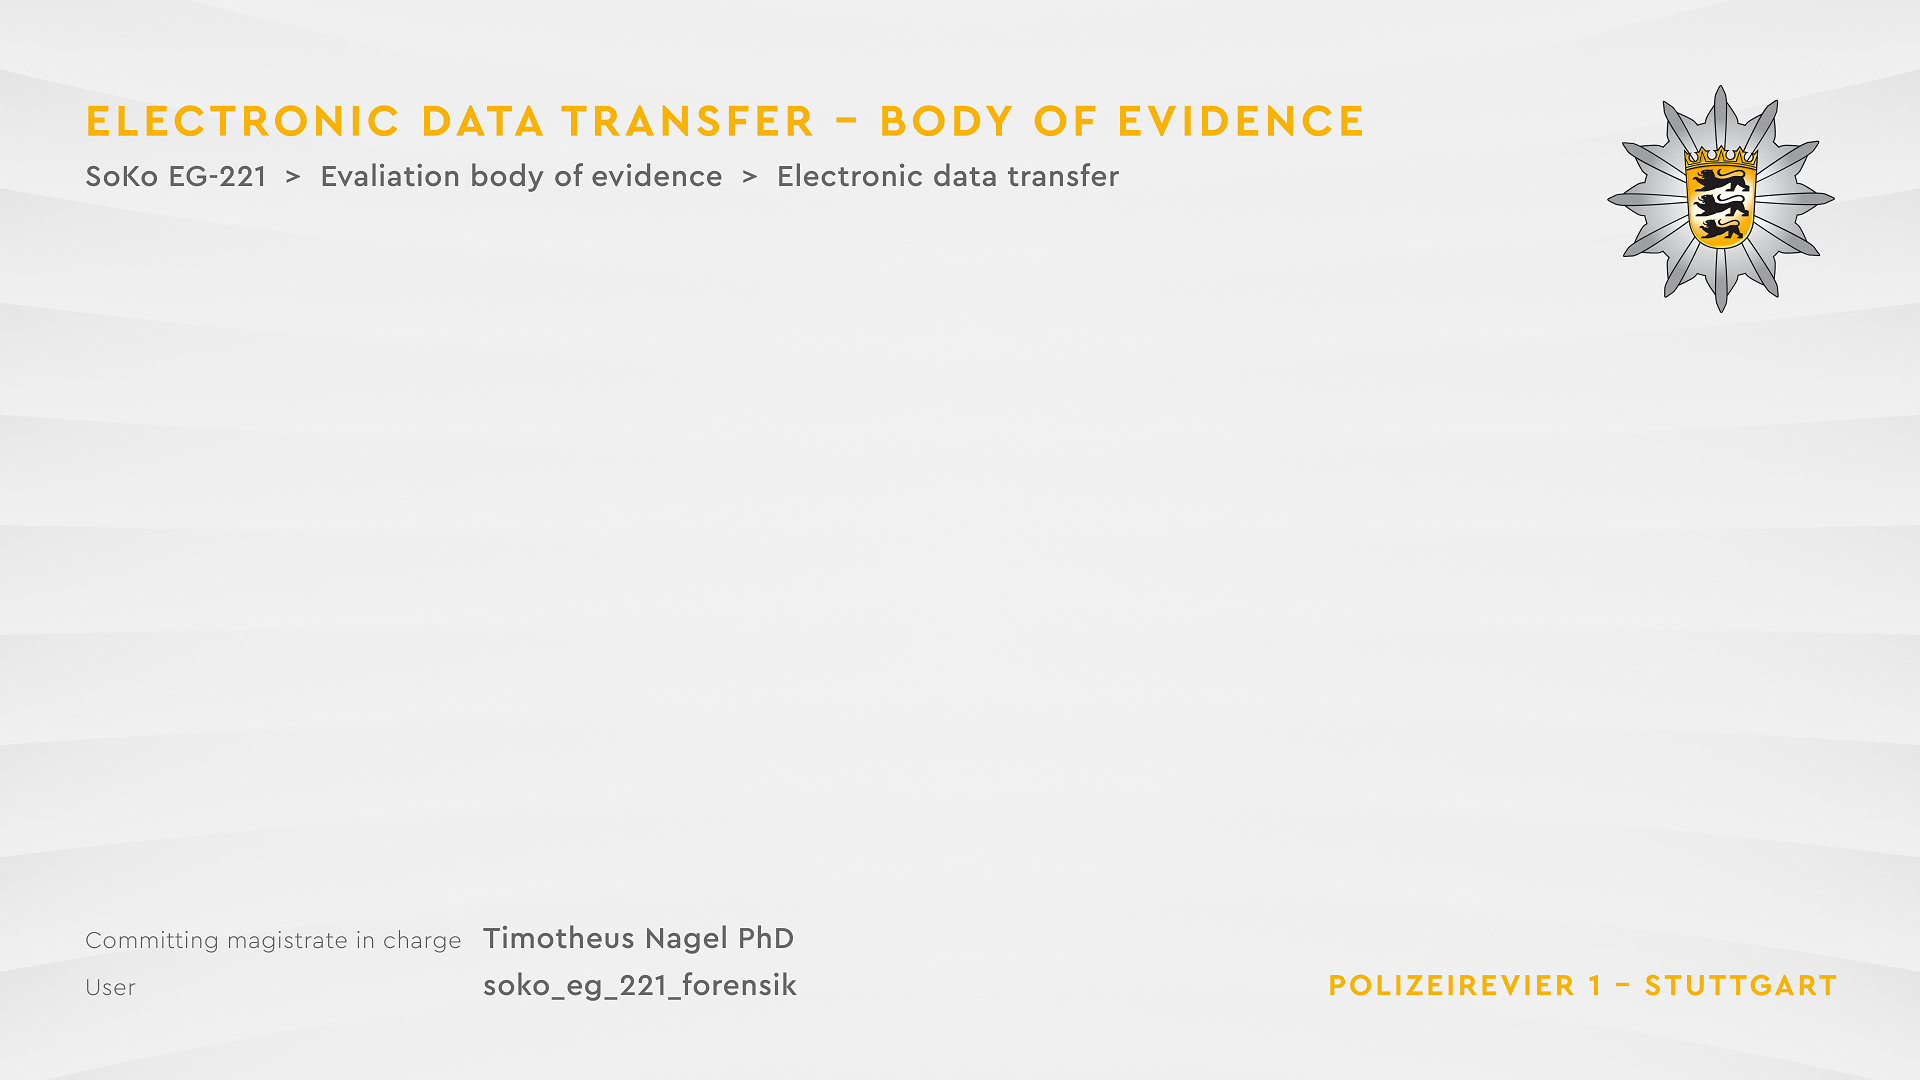 ELECTRONIC DATA TRANSFER – BODY OF EVIDENCE
SoKo EG-221 > Evaliation body of evidence > Electronic data transfer
Committing magistrate in charge Timotheus Nagel PhD
User soko_eg_221_forensik
POLIZEIREVIER 1 – STUTTGART